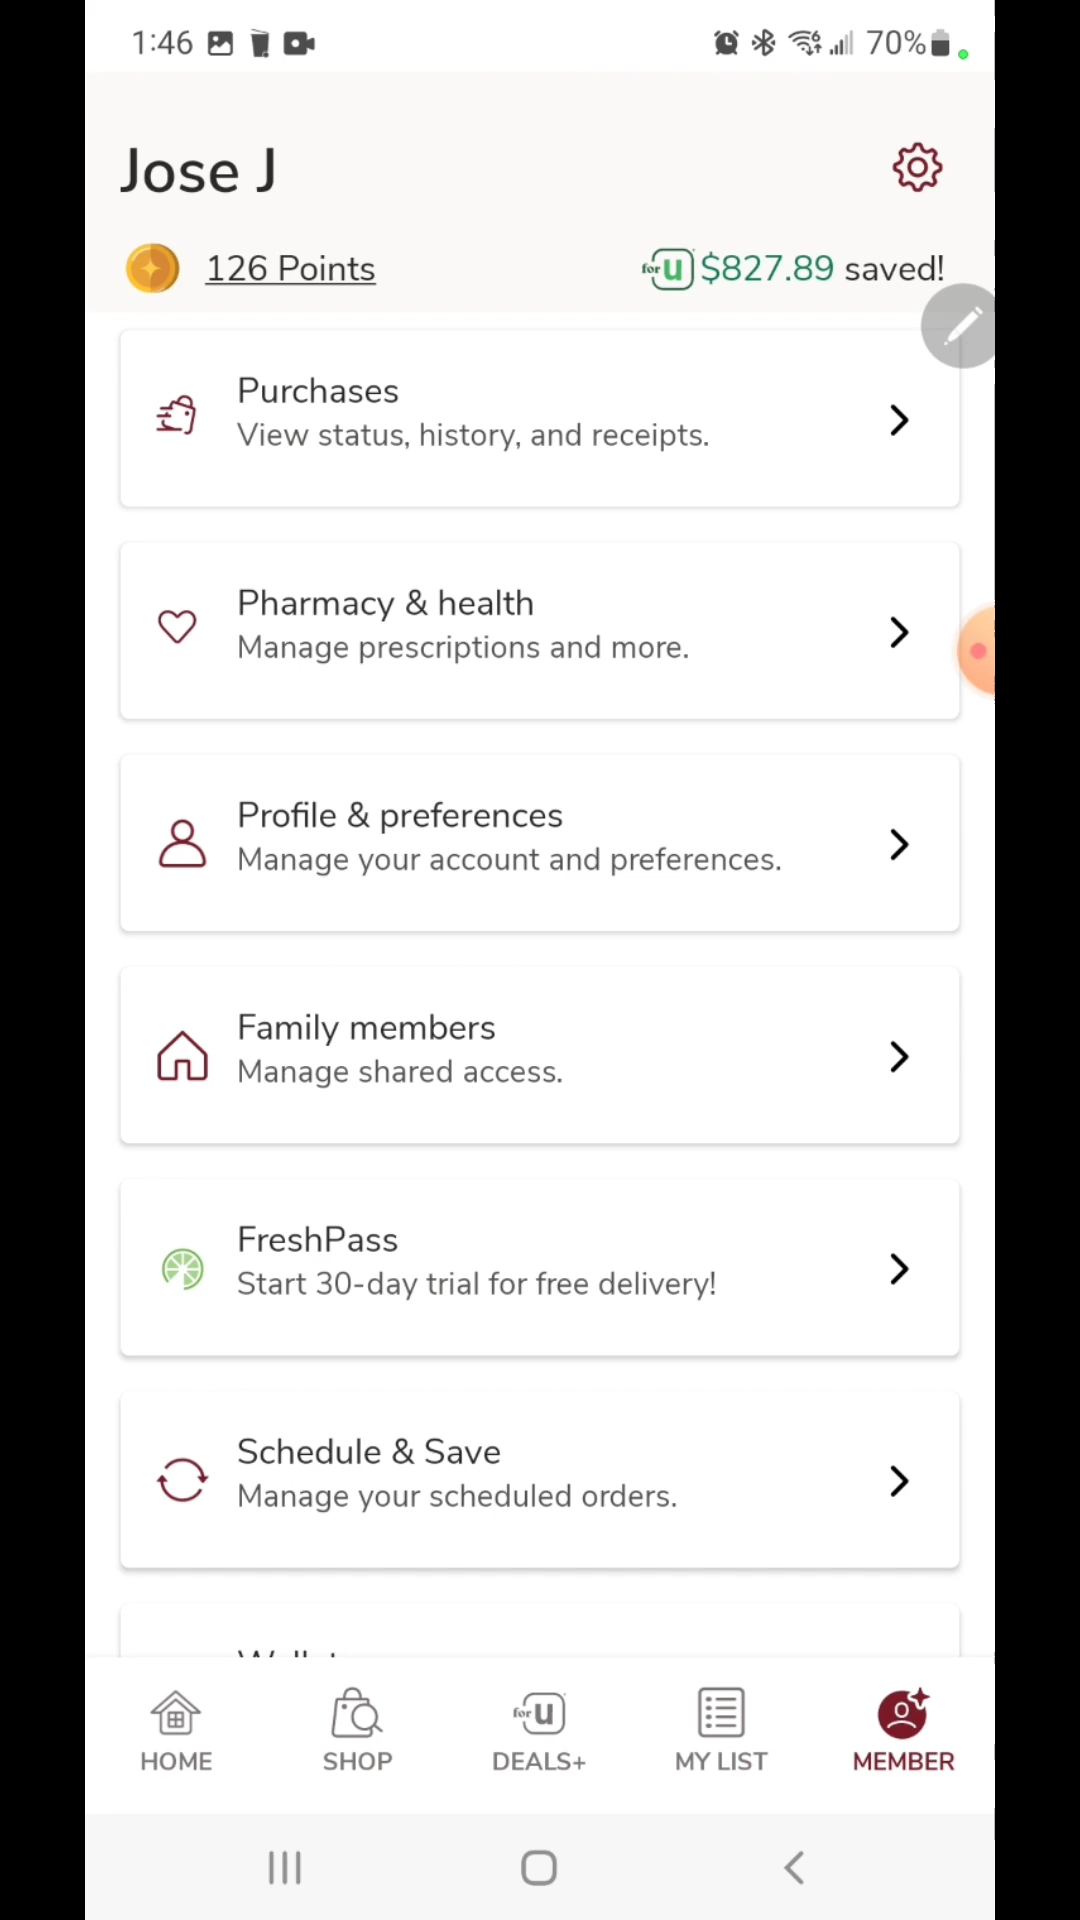 1:46
70%
Jose J
126 Points
for U $827.89 saved!
Purchases
View status, history, and receipts.
Pharmacy & health
Manage prescriptions and more.
Profile & preferences
Manage your account and preferences.
Family members
Manage shared access.
FreshPass
Start 30-day trial for free delivery!
Schedule & Save
Manage your scheduled orders.
for U
HOME
SHOP
DEALS+
MY LIST
MEMBER